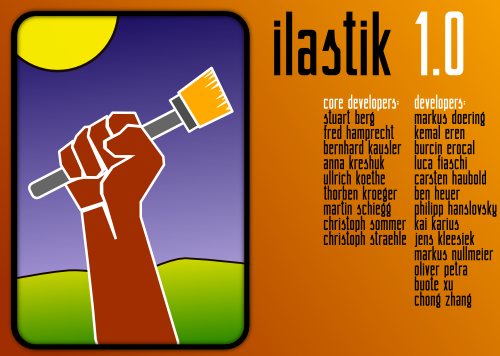 ilastik 1.0
core developers:
stuart berg
fred hamprecht
bernhard kausler
anna kreshuk
ullrich koethe
thorben kroeger
martin schiegg
christoph sommer
christoph straehle
developers:
markus doering
kemal eren
burcin erocal
luca fiaschi
carsten haubold
ben heuer
philipp hanslovsky
kai karius
jens kleesiek
markus nullmeier
oliver petra
buote xu
chong zhang